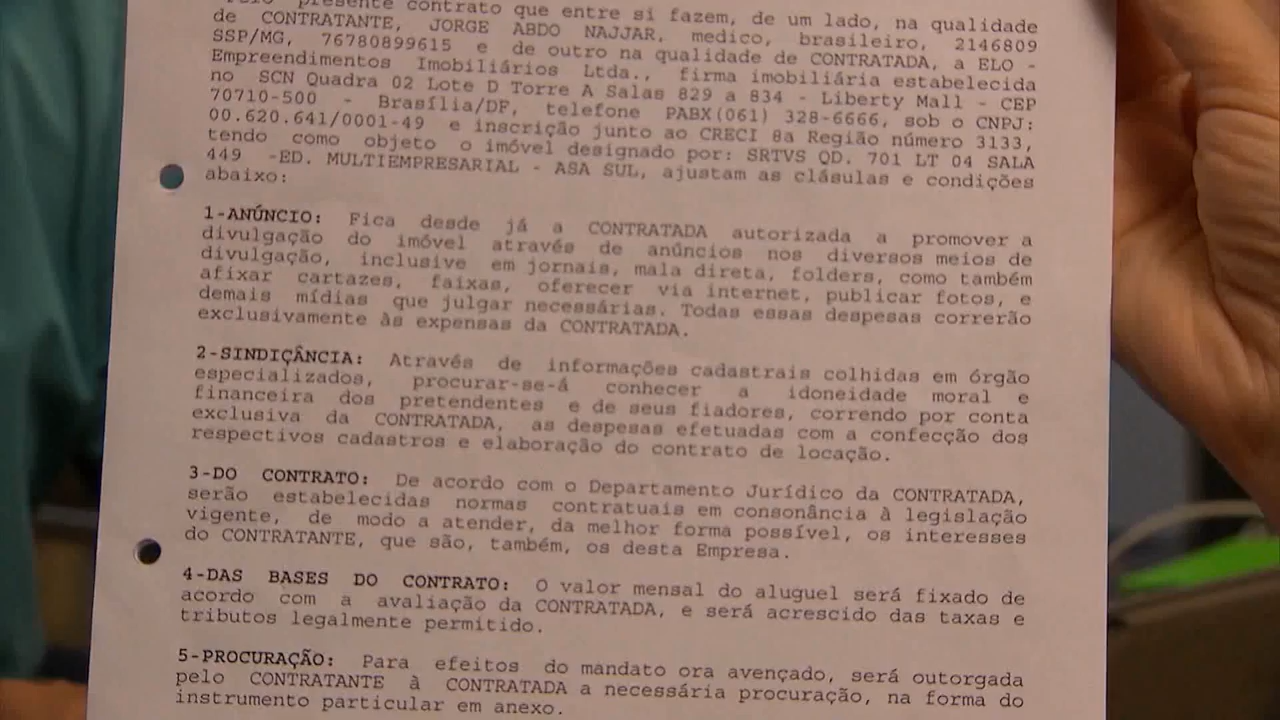 presente contrato que entre si fazem, de um lado, na qualidade
de CONTRATANTE, JORGE ABDO NAJJAR, medico, brasileiro, 2146809
SSP/MG, 76780899615 e de outro na qualidade de CONTRATADA, a ELO -
Empreendimentos Imobiliários Ltda., firma imobiliária estabelecida
no SCN Quadra 02 Lote D Torre A Salas 829 a 834 - Liberty Mall - CEP
70710-500 - Brasília/DF, telefone PABX(061) 328-6666, sob o CNPJ:
00.620.641/0001-49 e inscrição junto ao CRECI 8a Região número 3133,
tendo como objeto o imóvel designado por: SRTVS QD. 701 LT 04 SALA
449 -ED. MULTIEMPRESARIAL - ASA SUL, ajustam as clásulas e condições
abaixo:
1-ANÚNCIO: Fica desde já a CONTRATADA autorizada a promover a
divulgação do imóvel através de anúncios nos diversos meios de
divulgação, inclusive em jornais, mala direta, folders, como também
afixar cartazes, faixas, oferecer via internet, publicar fotos, e
demais mídias que julgar necessárias. Todas essas despesas correrão
exclusivamente às expensas da CONTRATADA.
2-SINDIÇÂNCIA: Através de informações cadastrais colhidas em órgão
especializados, procurar-se-á conhecer a idoneidade moral e
financeira dos pretendentes e de seus fiadores, correndo por conta
exclusiva da CONTRATADA, as despesas efetuadas com a confecção dos
respectivos cadastros e elaboração do contrato de locação.
3-DO CONTRATO: De acordo com o Departamento Jurídico da CONTRATADA,
serão estabelecidas normas contratuais em consonância à legislação
vigente, de modo a atender, da melhor forma possível, os interesses
do CONTRATANTE, que são, também, os desta Empresa.
4-DAS BASES DO CONTRATO: O valor mensal do aluguel será fixado de
acordo com a avaliação da CONTRATADA, e será acrescido das taxas e
tributos legalmente permitido.
5-PROCURAÇÃO: Para efeitos do mandato ora avençado, será outorgada
pelo CONTRATANTE à CONTRATADA a necessária procuração, na forma do
instrumento particular em anexo.